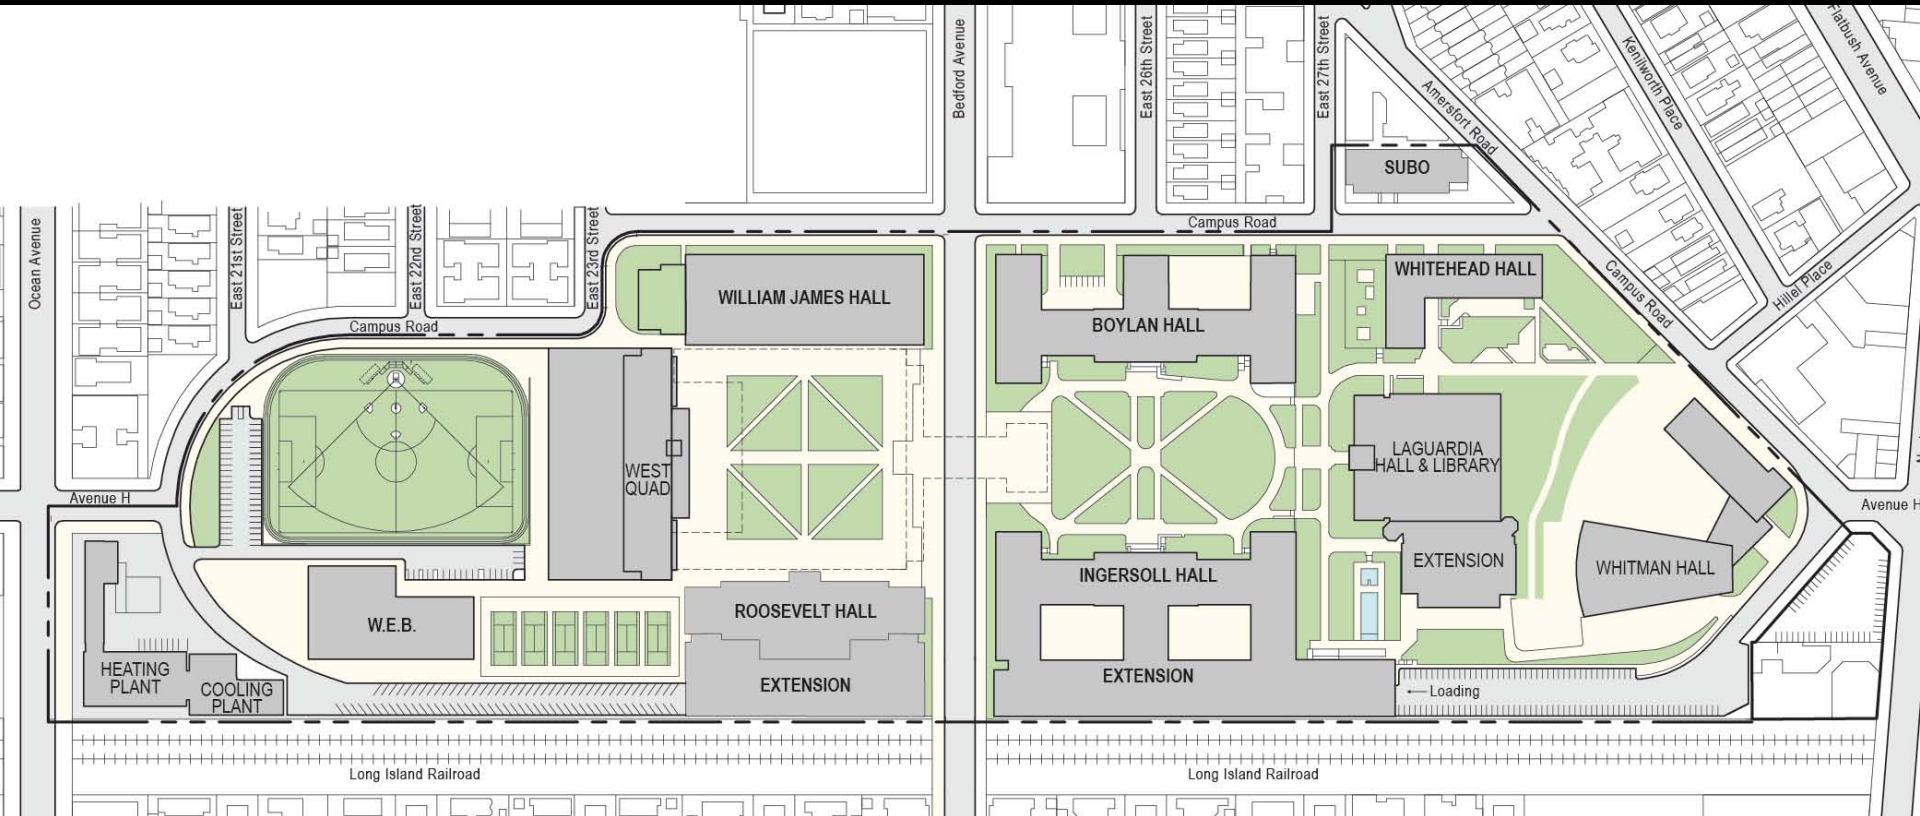 Bedford Avenue
East 26th Street
East 27th Street
Amersfort Road
Kenilworth Place
Flatbush Avenue
SUBO
Ocean Avenue
East 21st Street
East 22nd Street
East 23rd Street
Campus Road
Campus Road
Campus Road
Hillel Place
WILLIAM JAMES HALL
BOYLAN HALL
WHITEHEAD HALL
WEST
QUAD
LAGUARDIA
HALL & LIBRARY
Avenue H
Avenue H
EXTENSION
WHITMAN HALL
INGERSOLL HALL
ROOSEVELT HALL
W.E.B.
HEATING
PLANT
COOLING
PLANT
EXTENSION
EXTENSION
Loading
Long Island Railroad
Long Island Railroad